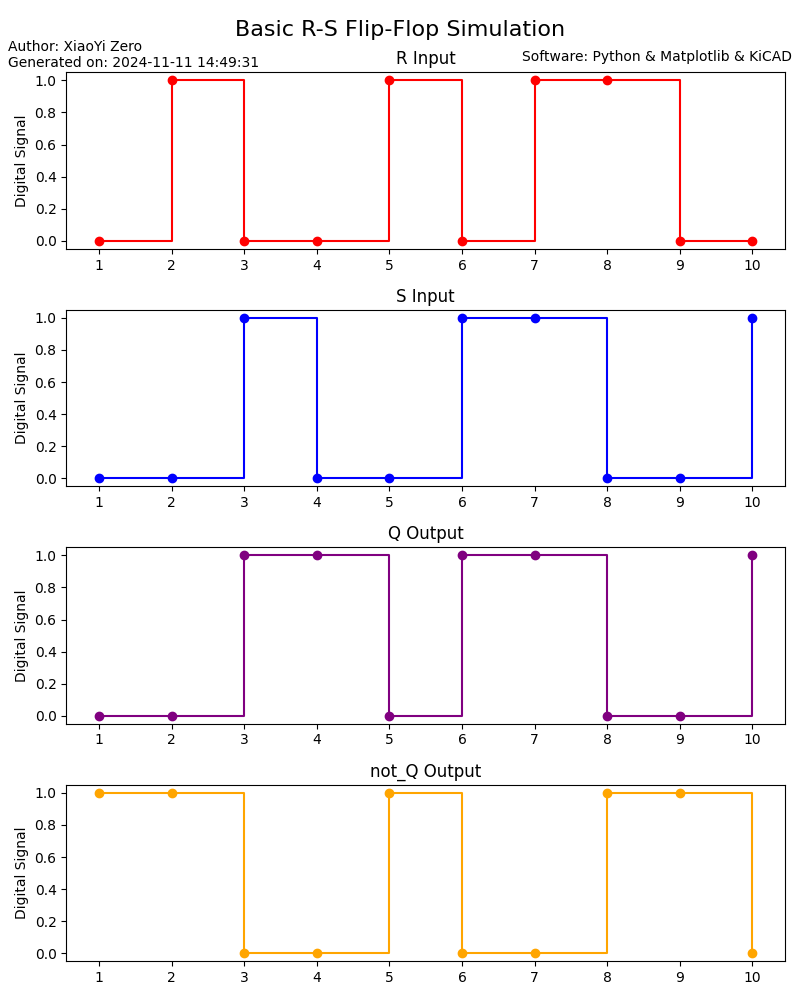 Basic R-S Flip-Flop Simulation
Author: XiaoYi Zero
Generated on: 2024-11-11 14:49:31
Software: Python & Matplotlib & KiCAD
R Input
Digital Signal
1.0
0.8
0.6
0.4
0.2
0.0
1 2 3 4 5 6 7 8 9 10
S Input
Digital Signal
1.0
0.8
0.6
0.4
0.2
0.0
1 2 3 4 5 6 7 8 9 10
Q Output
Digital Signal
1.0
0.8
0.6
0.4
0.2
0.0
1 2 3 4 5 6 7 8 9 10
not_Q Output
Digital Signal
1.0
0.8
0.6
0.4
0.2
0.0
1 2 3 4 5 6 7 8 9 10